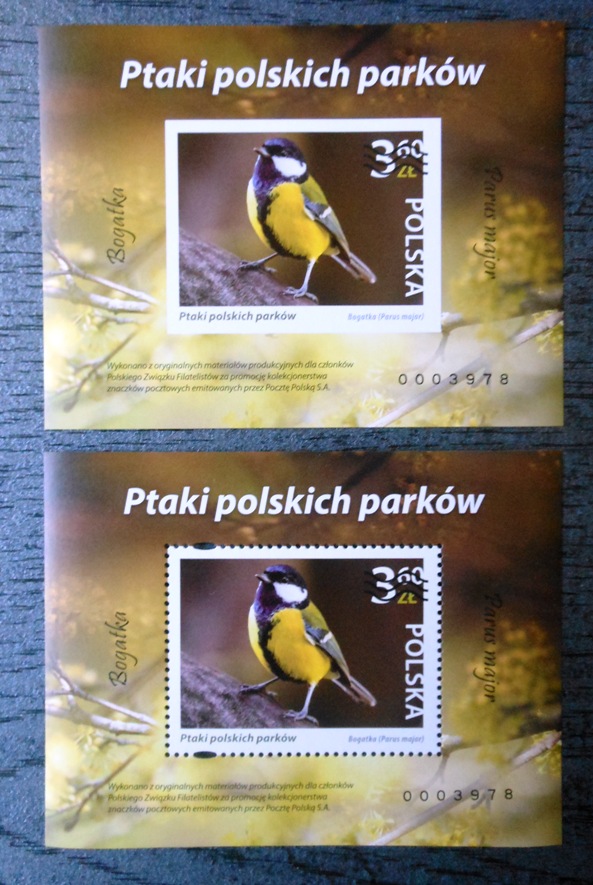 Ptaki polskich parków
Bogatka
3 60
ZŁ
POLSKA
Parus major
Ptaki polskich parków
Bogatka (Parus major)
Wykonano z oryginalnych materiałów produkcyjnych dla członków
Polskiego Związku Filatelistów za promocję kolekcjonerstwa
znaczków pocztowych emitowanych przez Pocztę Polską S.A.
0003978
Ptaki polskich parków
Bogatka
3 60
ZŁ
POLSKA
Parus major
Ptaki polskich parków
Bogatka (Parus major)
Wykonano z oryginalnych materiałów produkcyjnych dla członków
Polskiego Związku Filatelistów za promocję kolekcjonerstwa
znaczków pocztowych emitowanych przez Pocztę Polską S.A.
0003978